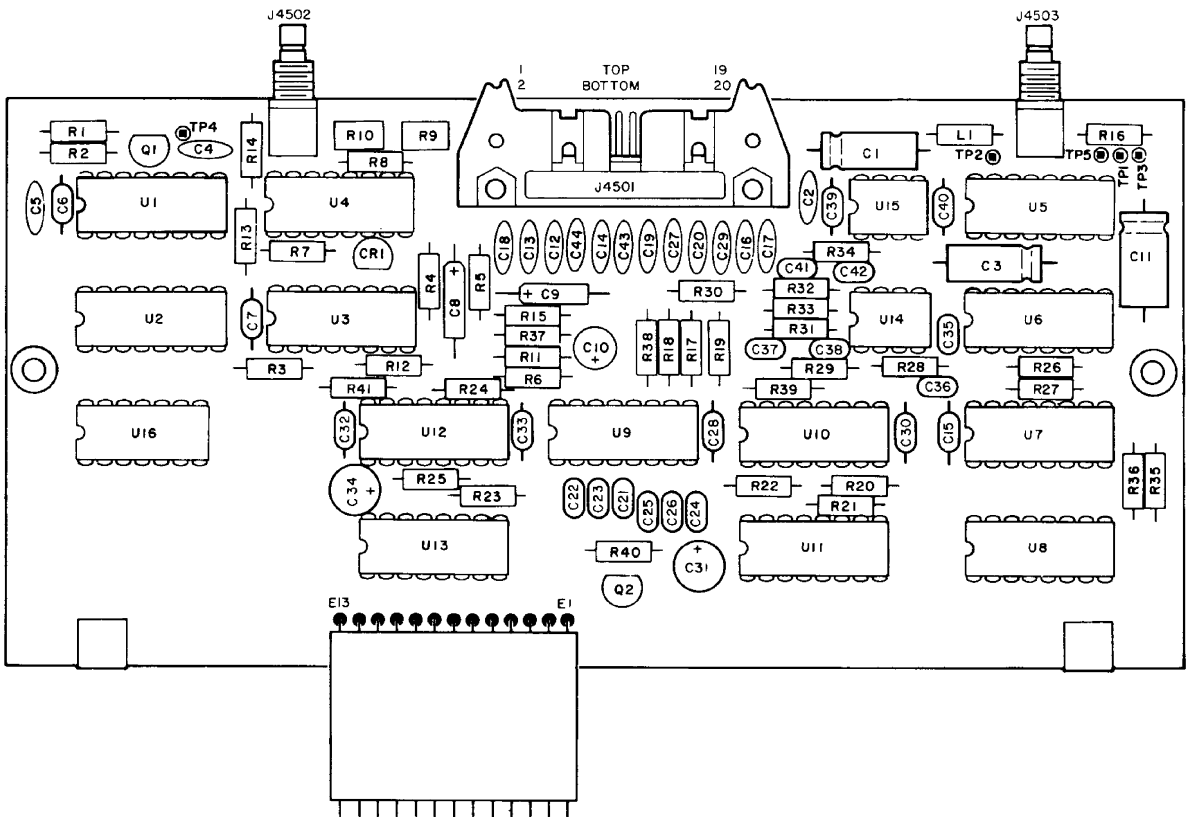 J4502
J4503
1 TOP 19
2 BOTTOM 20
R1
R2
Q1
TP4
C4
R14
R10
R9
R8
C1
L1
TP2
R16
TP5
TP1
TP3
C5
C6
U1
U4
J4501
C2
C39
U15
C40
U5
R13
R7
CR1
C18
C13
C12
C44
C14
C43
C19
C27
C20
C29
C16
C17
R34
C41
C42
C3
C11
R4
+
C8
R5
+ C9
R30
R32
R33
R31
U2
C7
U3
R15
R37
R11
R6
C10
+
R38
R18
R17
R19
U14
C35
U6
C37
C38
R3
R12
R29
R28
R26
R41
R24
R39
C36
R27
U16
C32
U12
C33
U9
C28
U10
C30
C15
U7
C34
+
R25
R23
C22
C23
C21
C25
C26
C24
R22
R20
R21
R36
R35
U13
R40
+
C31
U11
U8
Q2
E13
E1